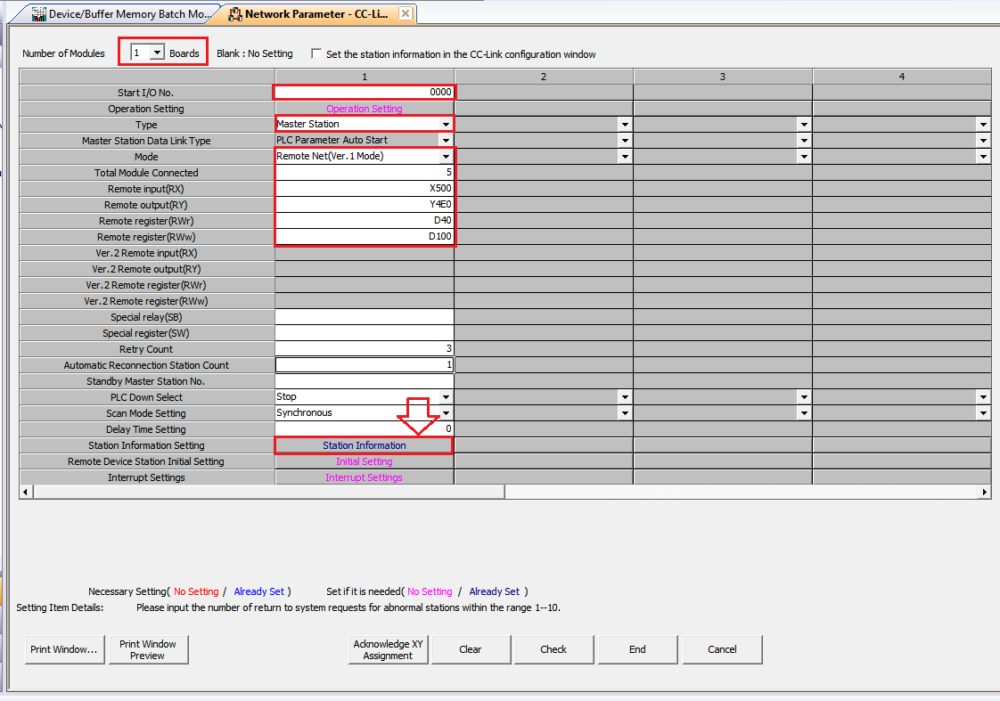 Device/Buffer Memory Batch Mo... Network Parameter - CC-Li...
Number of Modules 1 Boards Blank : No Setting Set the station information in the CC-Link configuration window
1 2 3 4
Start I/O No. 0000
Operation Setting Operation Setting
Type Master Station
Master Station Data Link Type PLC Parameter Auto Start
Mode Remote Net(Ver.1 Mode)
Total Module Connected 5
Remote input(RX) X500
Remote output(RY) Y4E0
Remote register(RWr) D40
Remote register(RWw) D100
Ver.2 Remote input(RX)
Ver.2 Remote output(RY)
Ver.2 Remote register(RWr)
Ver.2 Remote register(RWw)
Special relay(SB)
Special register(SW)
Retry Count 3
Automatic Reconnection Station Count 1
Standby Master Station No.
PLC Down Select Stop
Scan Mode Setting Synchronous
Delay Time Setting 0
Station Information Setting Station Information
Remote Device Station Initial Setting Initial Setting
Interrupt Settings Interrupt Settings
Necessary Setting( No Setting / Already Set ) Set if it is needed( No Setting / Already Set )
Setting Item Details: Please input the number of return to system requests for abnormal stations within the range 1--10.
Print Window... Print Window Preview Acknowledge XY Assignment Clear Check End Cancel